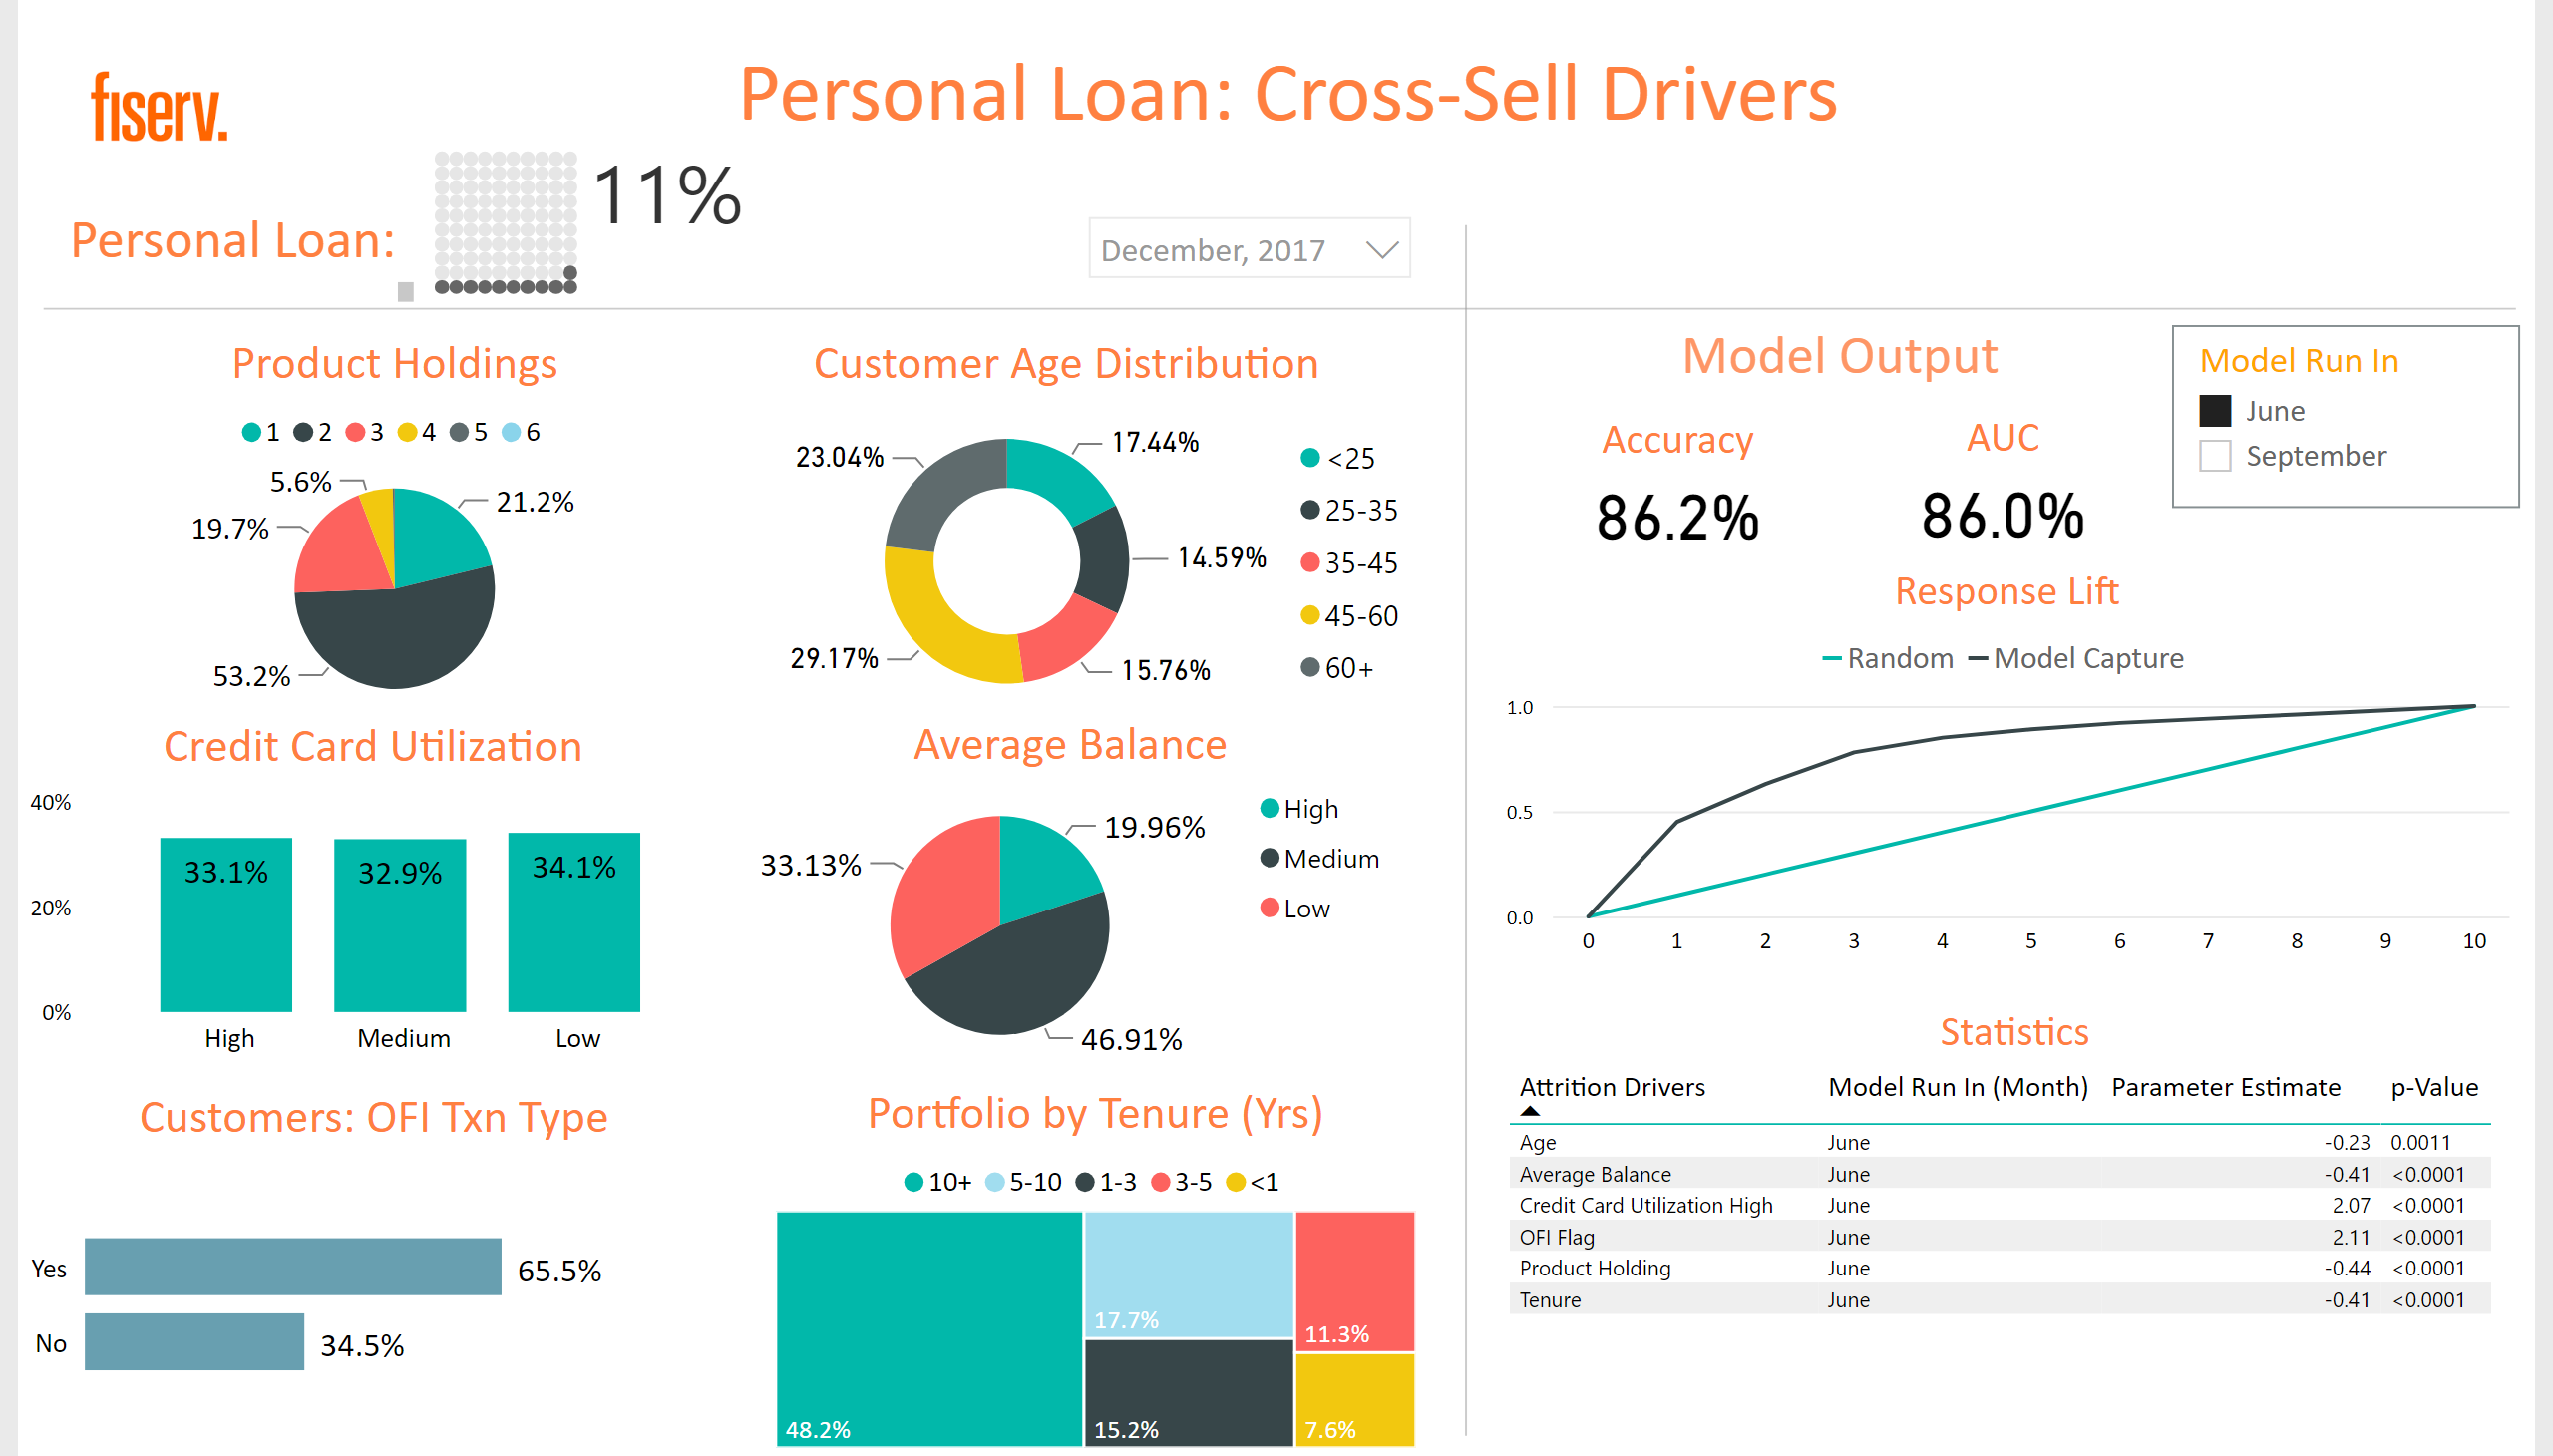 fiserv.
Personal Loan: Cross-Sell Drivers
Personal Loan:
11%
December, 2017
Product Holdings
1 2 3 4 5 6
5.6%
21.2%
19.7%
53.2%
Customer Age Distribution
23.04%
17.44%
14.59%
29.17%
15.76%
<25
25-35
35-45
45-60
60+
Credit Card Utilization
40%
20%
0%
33.1%
32.9%
34.1%
High
Medium
Low
Average Balance
19.96%
33.13%
46.91%
High
Medium
Low
Customers: OFI Txn Type
Yes
65.5%
No
34.5%
Portfolio by Tenure (Yrs)
10+ 5-10 1-3 3-5 <1
48.2%
17.7%
15.2%
11.3%
7.6%
Model Output
Model Run In
June
September
Accuracy
86.2%
AUC
86.0%
Response Lift
Random Model Capture
1.0
0.5
0.0
0 1 2 3 4 5 6 7 8 9 10
Statistics
Attrition Drivers Model Run In (Month) Parameter Estimate p-Value
Age June -0.23 0.0011
Average Balance June -0.41 <0.0001
Credit Card Utilization High June 2.07 <0.0001
OFI Flag June 2.11 <0.0001
Product Holding June -0.44 <0.0001
Tenure June -0.41 <0.0001